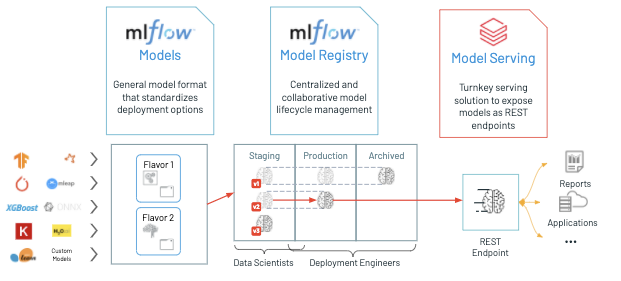 mlflow
Models
General model format
that standardizes
deployment options
mlflow
Model Registry
Centralized and
collaborative model
lifecycle management
Model Serving
Turnkey serving
solution to expose
models as REST
endpoints
mleap
XGBoost
ONNX
K
H2O
Custom
Models
Flavor 1
Flavor 2
Staging
Production
Archived
v1
v2
v3
Data Scientists
Deployment Engineers
REST
Endpoint
Reports
Applications
...